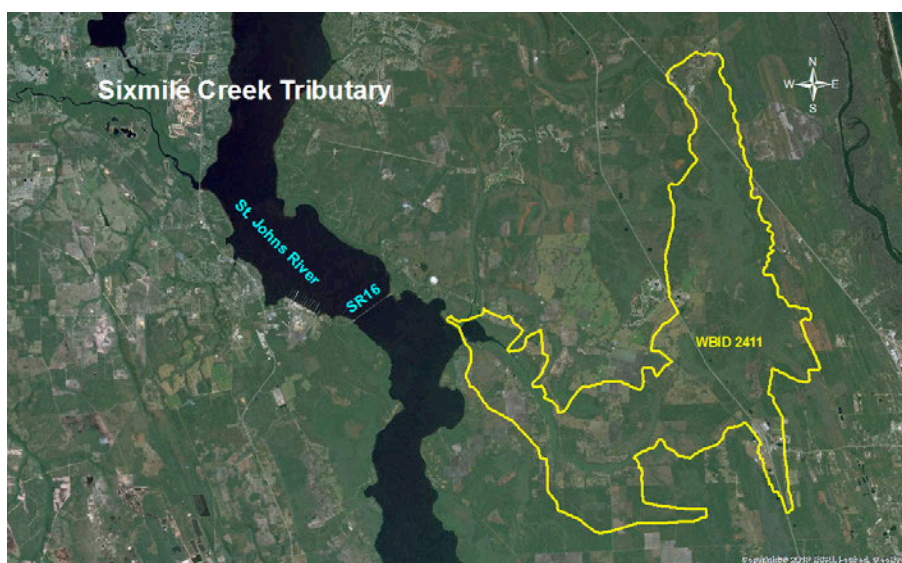 Sixmile Creek Tributary
N
W E
S
St. Johns River
SR16
WBID 2411